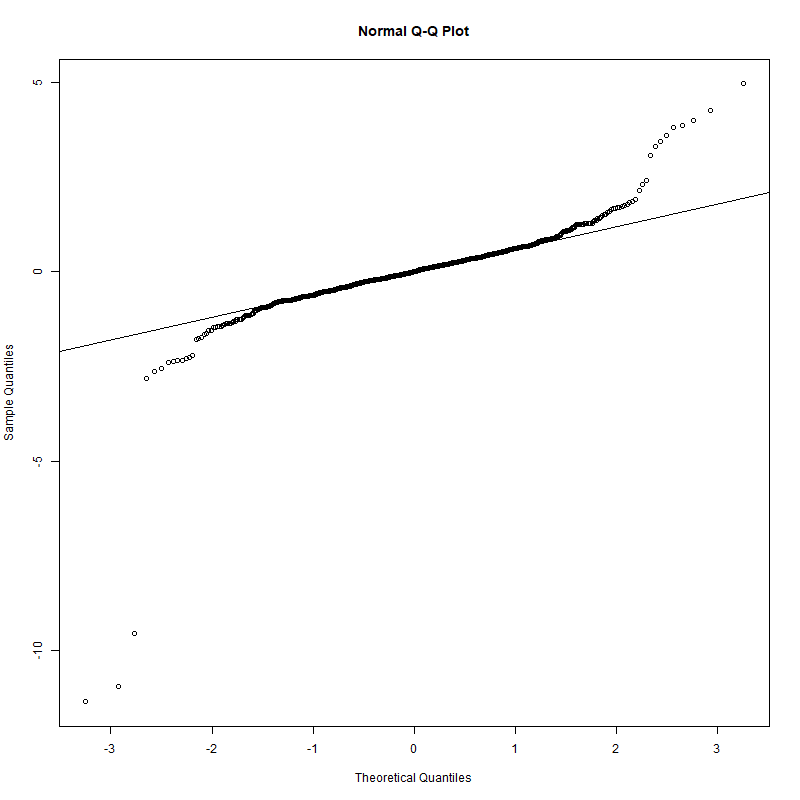 Normal Q-Q Plot
5
0
-5
-10
Sample Quantiles
-3 -2 -1 0 1 2 3
Theoretical Quantiles